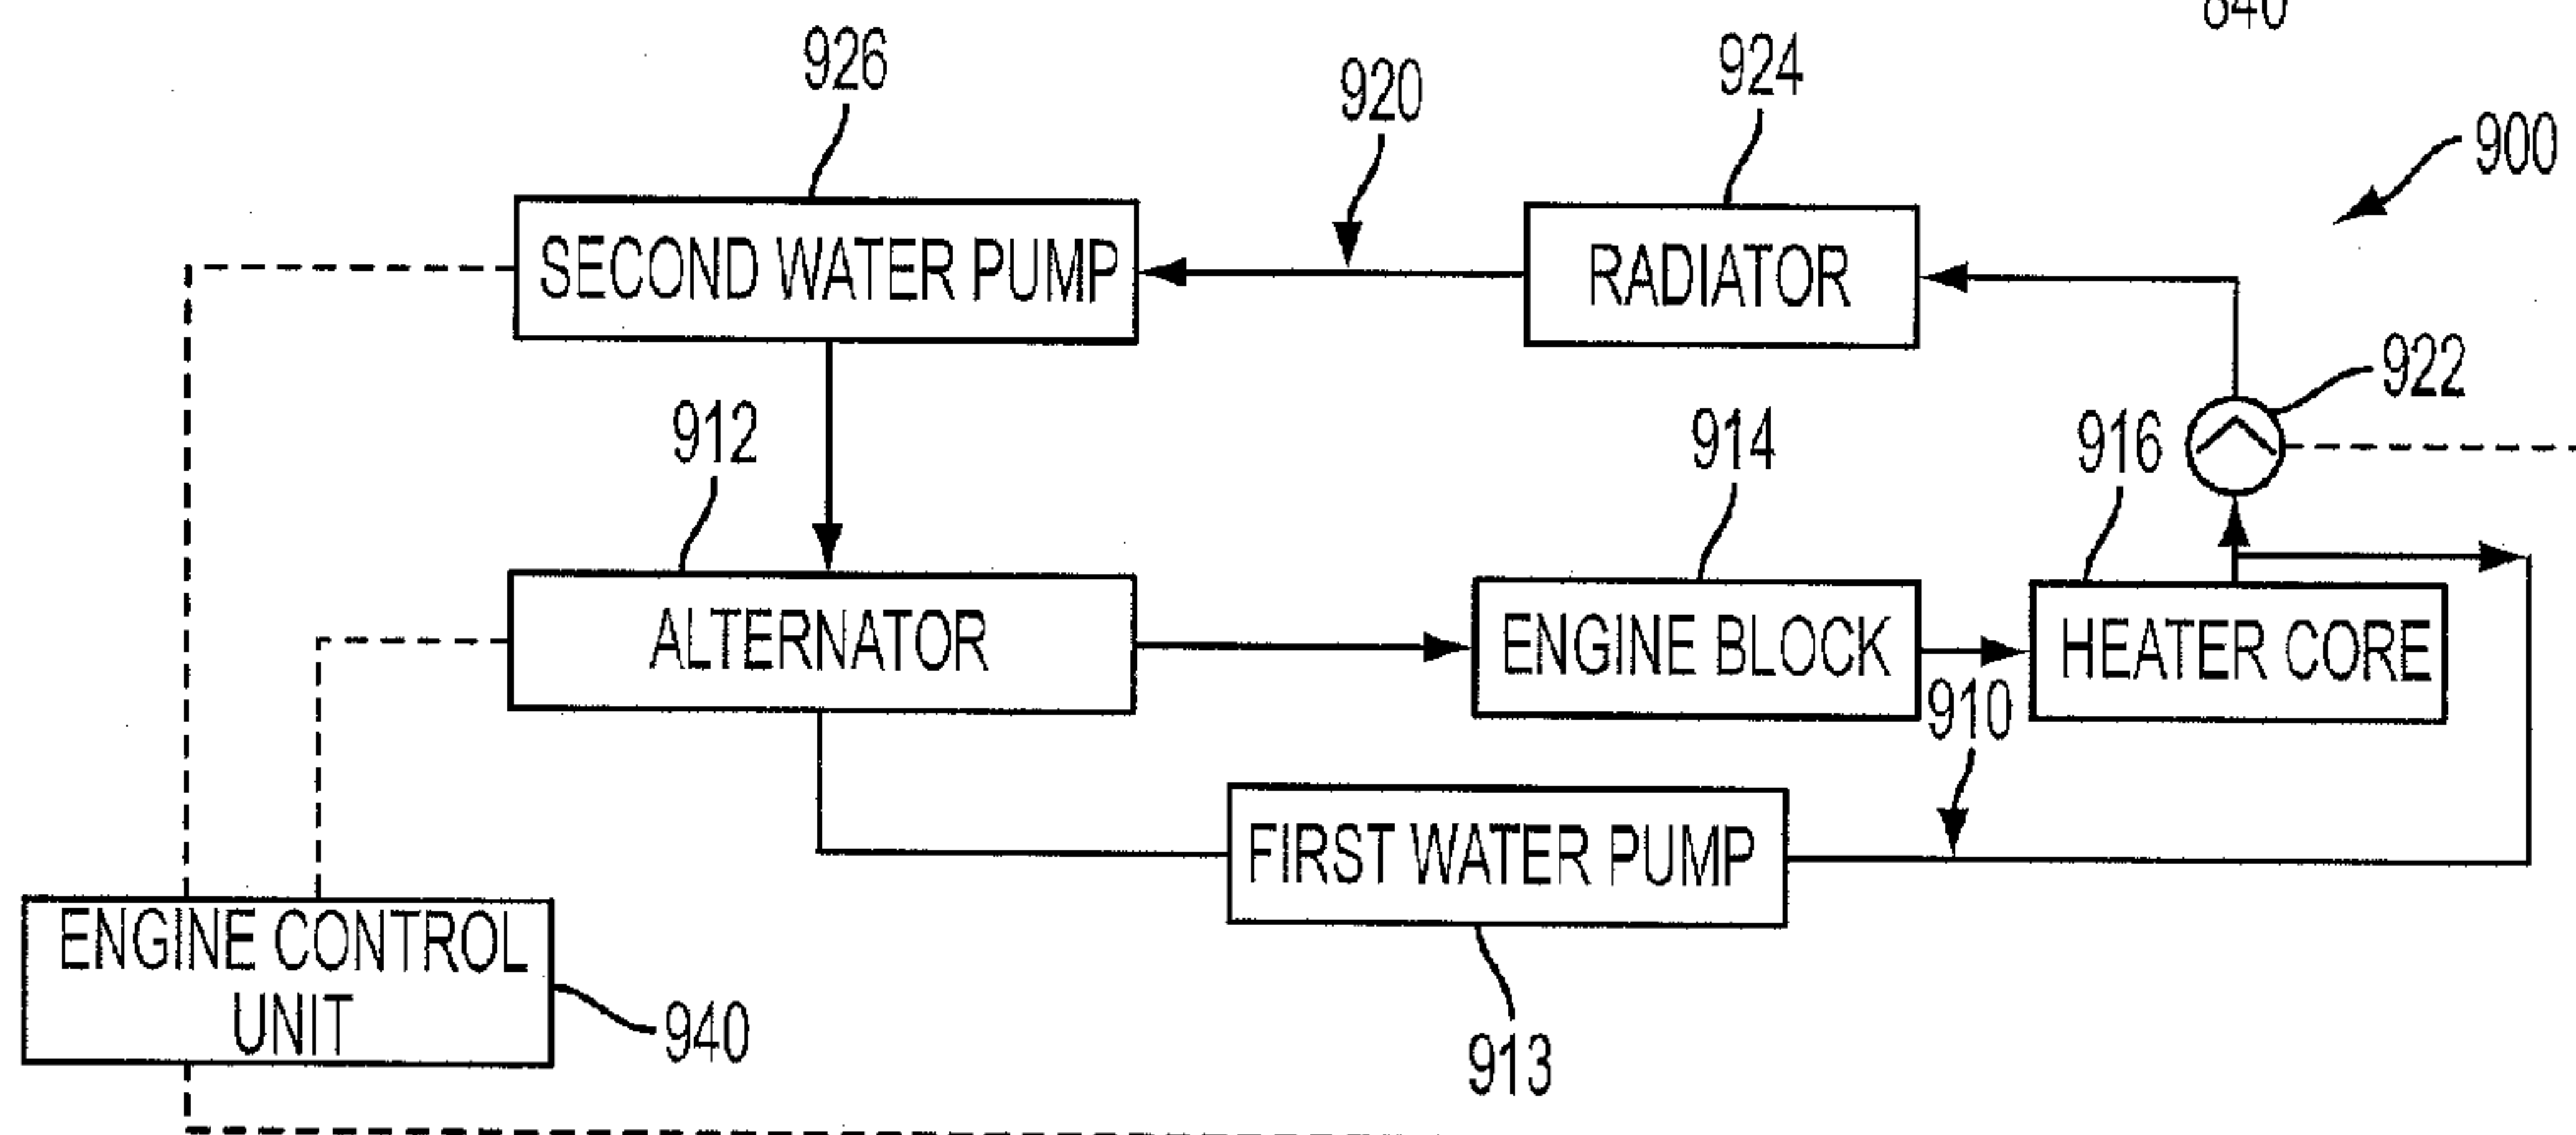 840
926
920
924
900
SECOND WATER PUMP
RADIATOR
922
912
914
916
ALTERNATOR
ENGINE BLOCK
HEATER CORE
910
FIRST WATER PUMP
ENGINE CONTROL
UNIT
940
913